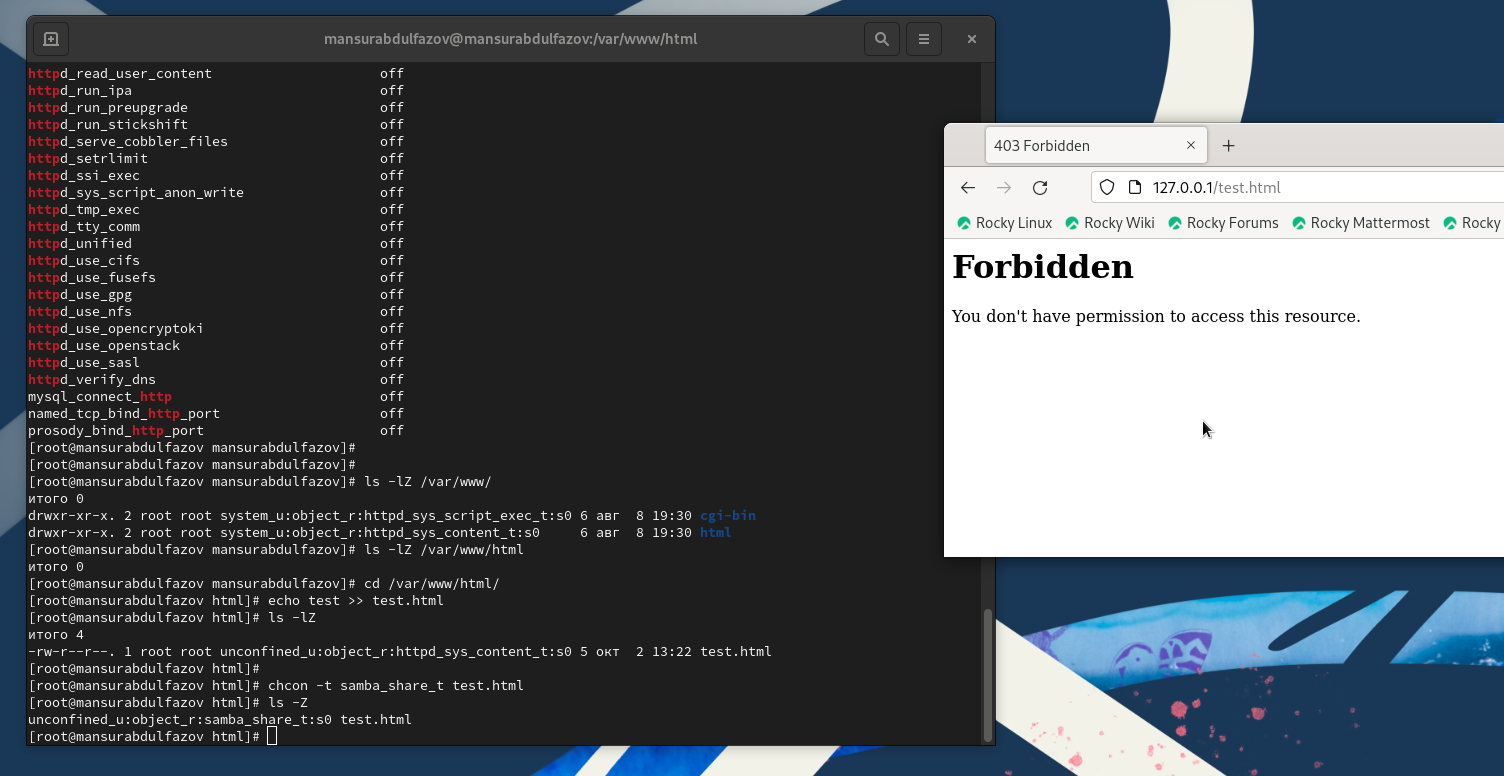 mansurabdulfazov@mansurabdulfazov:/var/www/html
httpd_read_user_content off
httpd_run_ipa off
httpd_run_preupgrade off
httpd_run_stickshift off
httpd_serve_cobbler_files off
httpd_setrlimit off
httpd_ssi_exec off
httpd_sys_script_anon_write off
httpd_tmp_exec off
httpd_tty_comm off
httpd_unified off
httpd_use_cifs off
httpd_use_fusefs off
httpd_use_gpg off
httpd_use_nfs off
httpd_use_opencryptoki off
httpd_use_openstack off
httpd_use_sasl off
httpd_verify_dns off
mysql_connect_http off
named_tcp_bind_http_port off
prosody_bind_http_port off
[root@mansurabdulfazov mansurabdulfazov]#
[root@mansurabdulfazov mansurabdulfazov]#
[root@mansurabdulfazov mansurabdulfazov]# ls -lZ /var/www/
итого 0
drwxr-xr-x. 2 root root system_u:object_r:httpd_sys_script_exec_t:s0 6 авг  8 19:30 cgi-bin
drwxr-xr-x. 2 root root system_u:object_r:httpd_sys_content_t:s0     6 авг  8 19:30 html
[root@mansurabdulfazov mansurabdulfazov]# ls -lZ /var/www/html
итого 0
[root@mansurabdulfazov mansurabdulfazov]# cd /var/www/html/
[root@mansurabdulfazov html]# echo test >> test.html
[root@mansurabdulfazov html]# ls -lZ
итого 4
-rw-r--r--. 1 root root unconfined_u:object_r:httpd_sys_content_t:s0 5 окт  2 13:22 test.html
[root@mansurabdulfazov html]#
[root@mansurabdulfazov html]# chcon -t samba_share_t test.html
[root@mansurabdulfazov html]# ls -Z
unconfined_u:object_r:samba_share_t:s0 test.html
[root@mansurabdulfazov html]#
403 Forbidden
127.0.0.1/test.html
Rocky Linux Rocky Wiki Rocky Forums Rocky Mattermost Rocky
Forbidden
You don't have permission to access this resource.